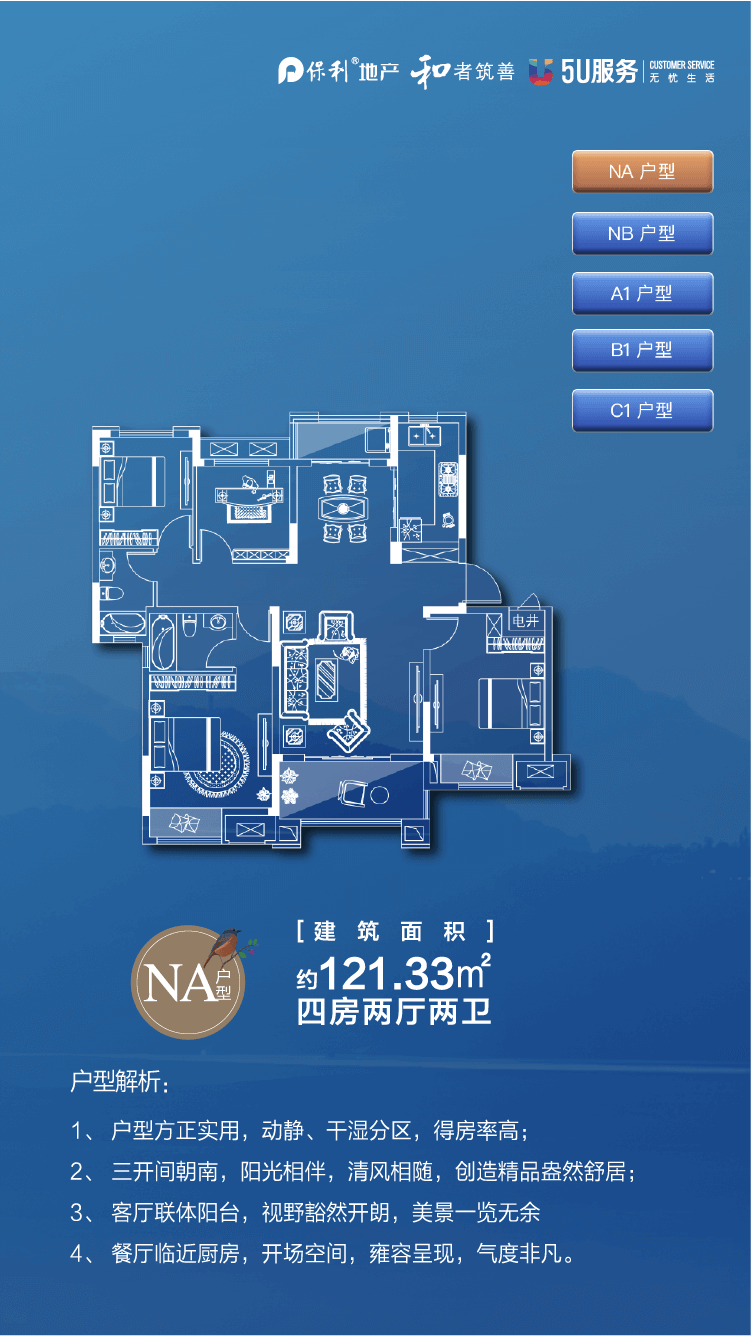 保利®地产 和者筑善 5U服务 CUSTOMER SERVICE
无忧生活
NA 户型
NB 户型
A1 户型
B1 户型
C1 户型
电井
[建筑面积]
NA户型
约121.33㎡
四房两厅两卫
户型解析：
1、 户型方正实用，动静、干湿分区，得房率高；
2、 三开间朝南，阳光相伴，清风相随，创造精品盎然舒居；
3、 客厅联体阳台，视野豁然开朗，美景一览无余
4、 餐厅临近厨房，开场空间，雍容呈现，气度非凡。